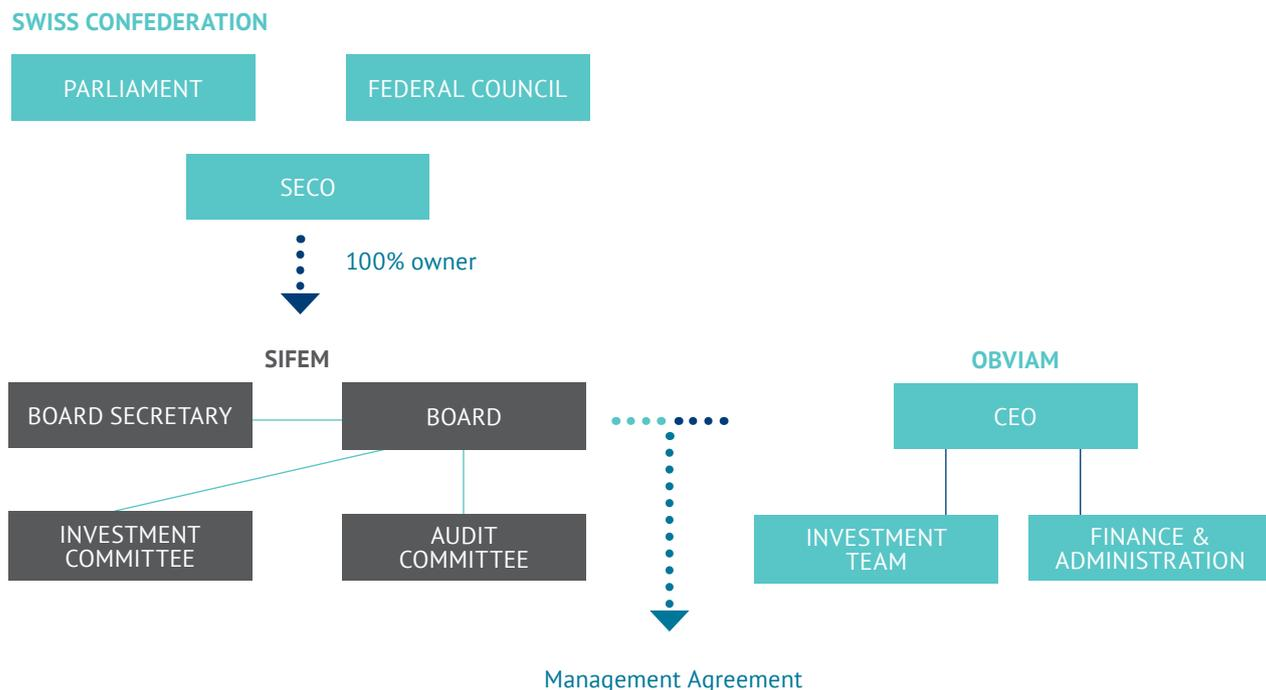 SWISS CONFEDERATION
PARLIAMENT
FEDERAL COUNCIL
SECO
100% owner
SIFEM
OBVIAM
BOARD SECRETARY
BOARD
CEO
INVESTMENT
COMMITTEE
AUDIT
COMMITTEE
INVESTMENT
TEAM
FINANCE &
ADMINISTRATION
Management Agreement